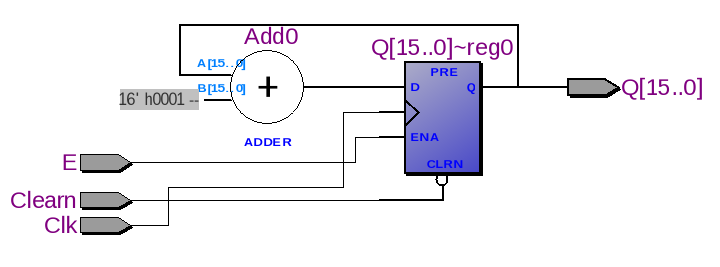 Add0
Q[15..0]~reg0
A[15..0]
B[15..0]
16' h0001 --
+
PRE
D
Q
ENA
CLRN
ADDER
Q[15..0]
E
Clearn
Clk